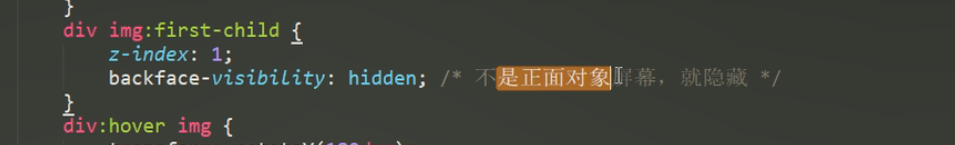 }
div img:first-child {
z-index: 1;
backface-visibility: hidden; /* 不是正面对象屏幕，就隐藏 */
}
div:hover img {